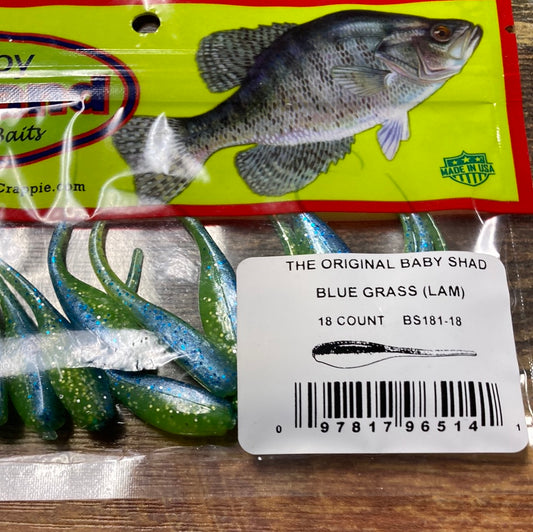 Baits
Crappie.com
MADE IN USA
THE ORIGINAL BABY SHAD
BLUE GRASS (LAM)
18 COUNT BS181-18
0 97817 96514 1